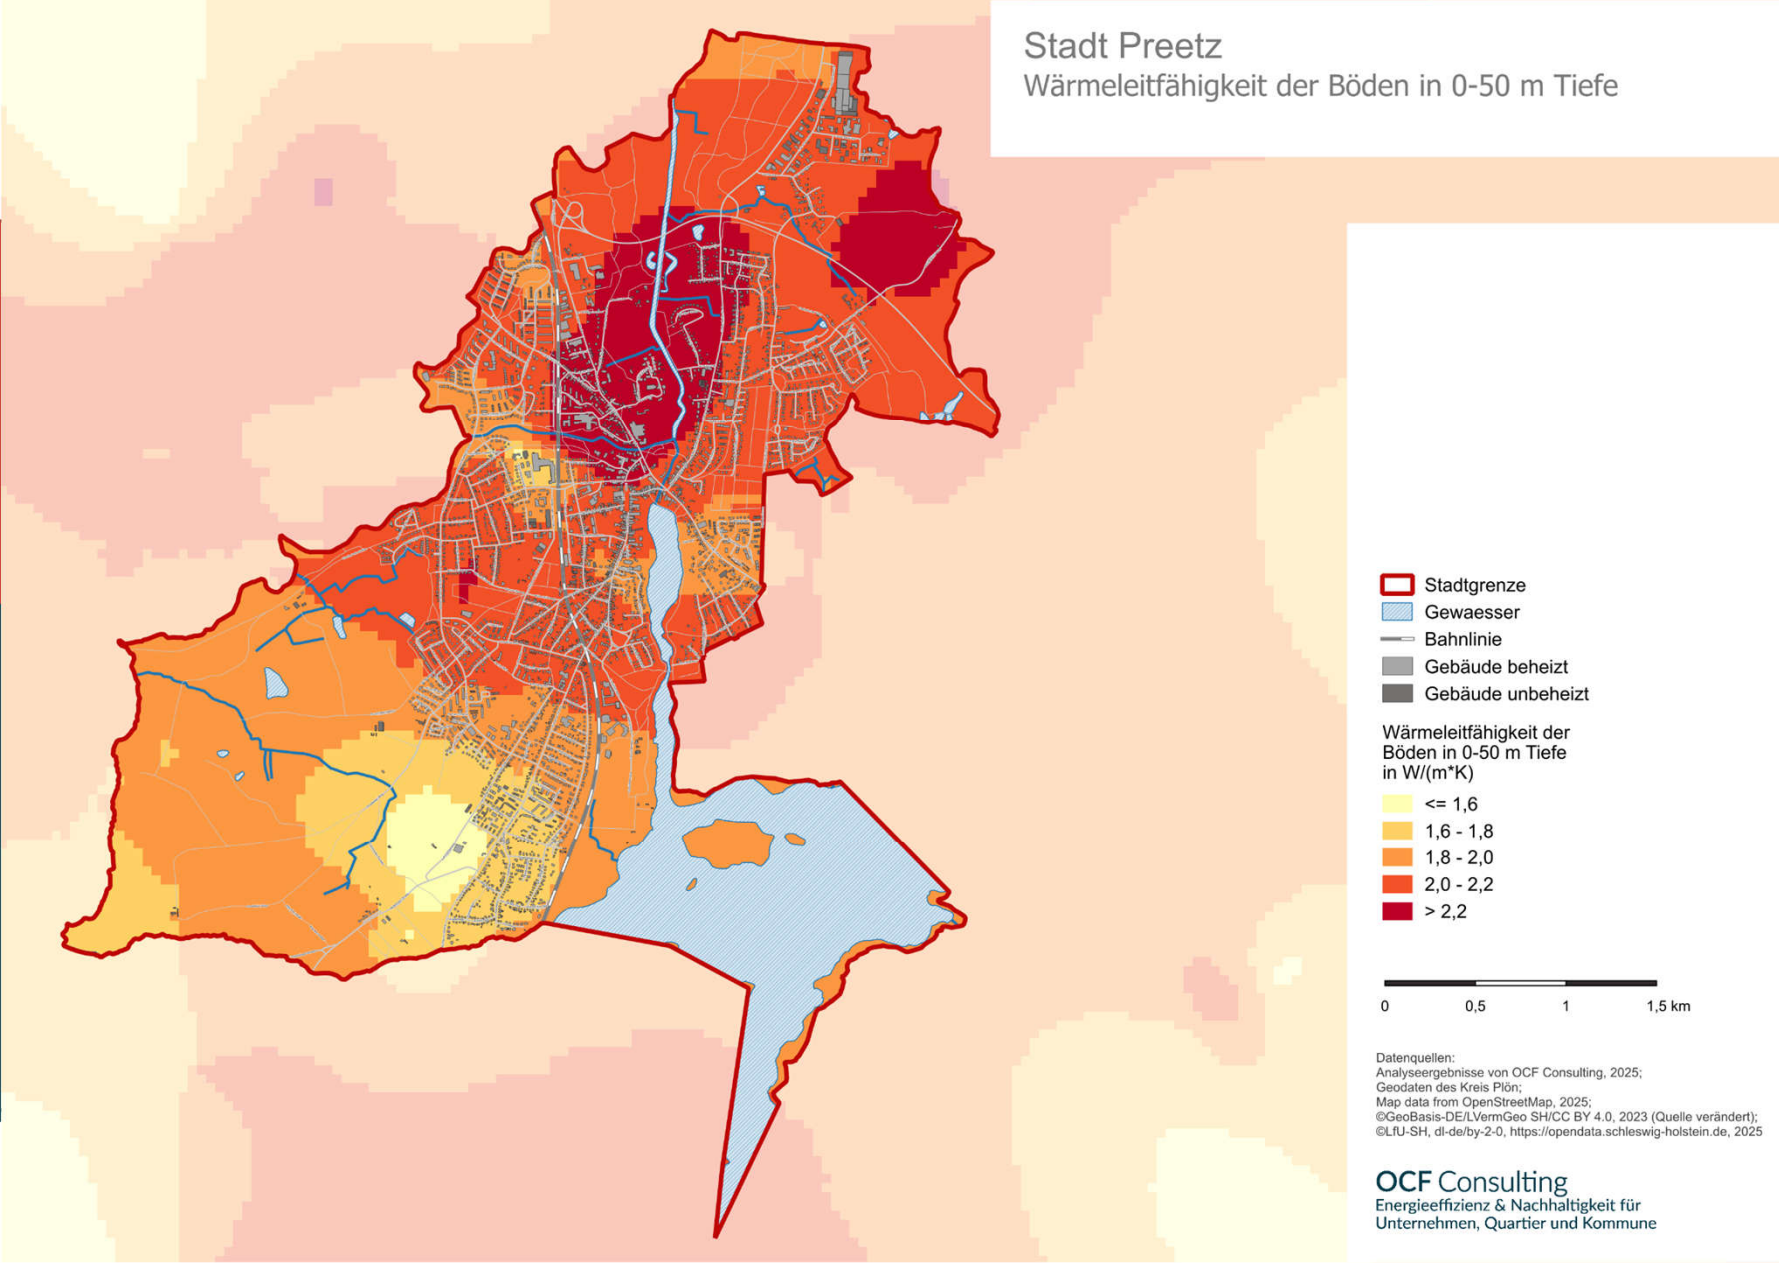 Stadt Preetz
Wärmeleitfähigkeit der Böden in 0-50 m Tiefe
Stadtgrenze
Gewaesser
Bahnlinie
Gebäude beheizt
Gebäude unbeheizt
Wärmeleitfähigkeit der
Böden in 0-50 m Tiefe
in W/(m*K)
<= 1,6
1,6 - 1,8
1,8 - 2,0
2,0 - 2,2
> 2,2
0 0,5 1 1,5 km
Datenquellen:
Analyseergebnisse von OCF Consulting, 2025;
Geodaten des Kreis Plön;
Map data from OpenStreetMap, 2025;
©GeoBasis-DE/LVermGeo SH/CC BY 4.0, 2023 (Quelle verändert);
©LfU-SH, dl-de/by-2-0, https://opendata.schleswig-holstein.de, 2025
OCF Consulting
Energieeffizienz & Nachhaltigkeit für
Unternehmen, Quartier und Kommune